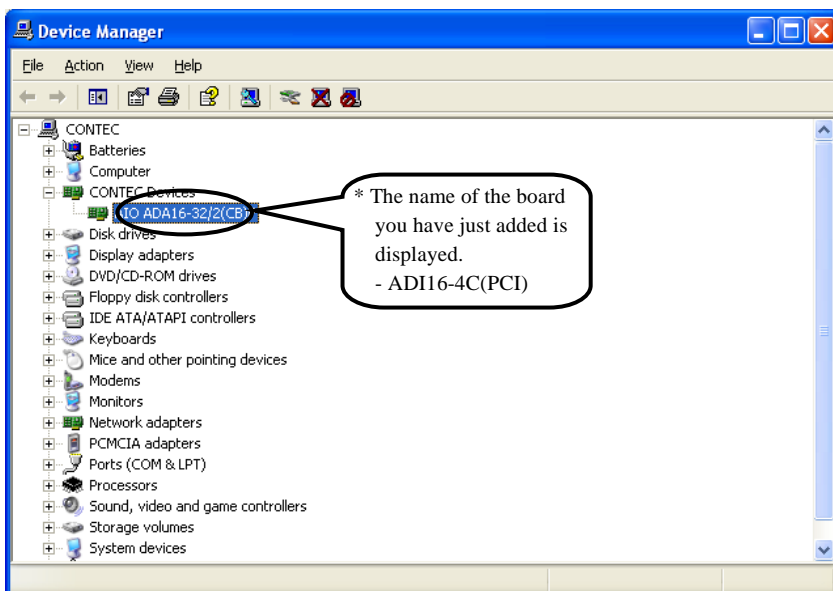 Device Manager
File Action View Help
CONTEC
Batteries
Computer
CONTEC Devices
IO ADA16-32/2(CB)
* The name of the board
you have just added is
displayed.
- ADI16-4C(PCI)
Disk drives
Display adapters
DVD/CD-ROM drives
Floppy disk controllers
IDE ATA/ATAPI controllers
Keyboards
Mice and other pointing devices
Modems
Monitors
Network adapters
PCMCIA adapters
Ports (COM & LPT)
Processors
Sound, video and game controllers
Storage volumes
System devices